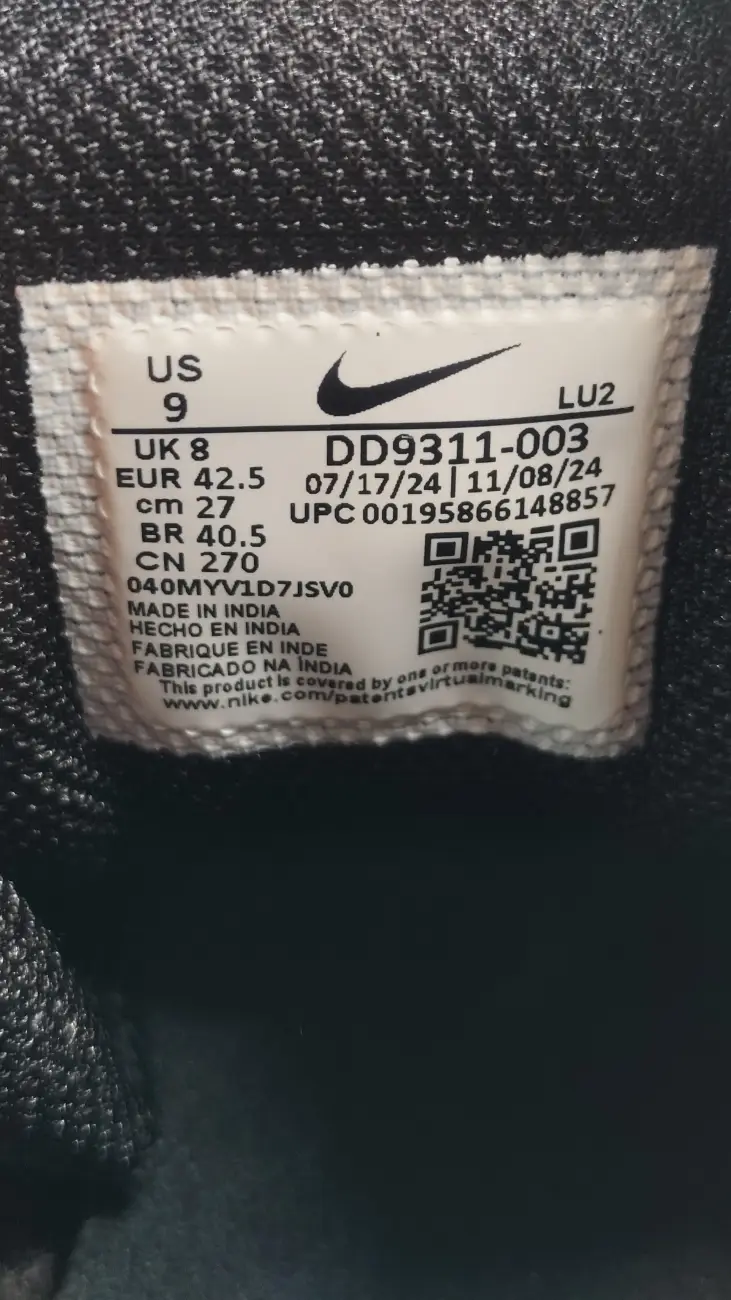 US
9
LU2
UK 8
EUR 42.5
cm 27
BR 40.5
CN 270
DD9311-003
07/17/24 | 11/08/24
UPC 00195866148857
040MYV1D7JSV0
MADE IN INDIA
HECHO EN INDIA
FABRIQUE EN INDE
FABRICADO NA ÍNDIA
This product is covered by one or more patents:
www.nike.com/patentsvirtualmarking